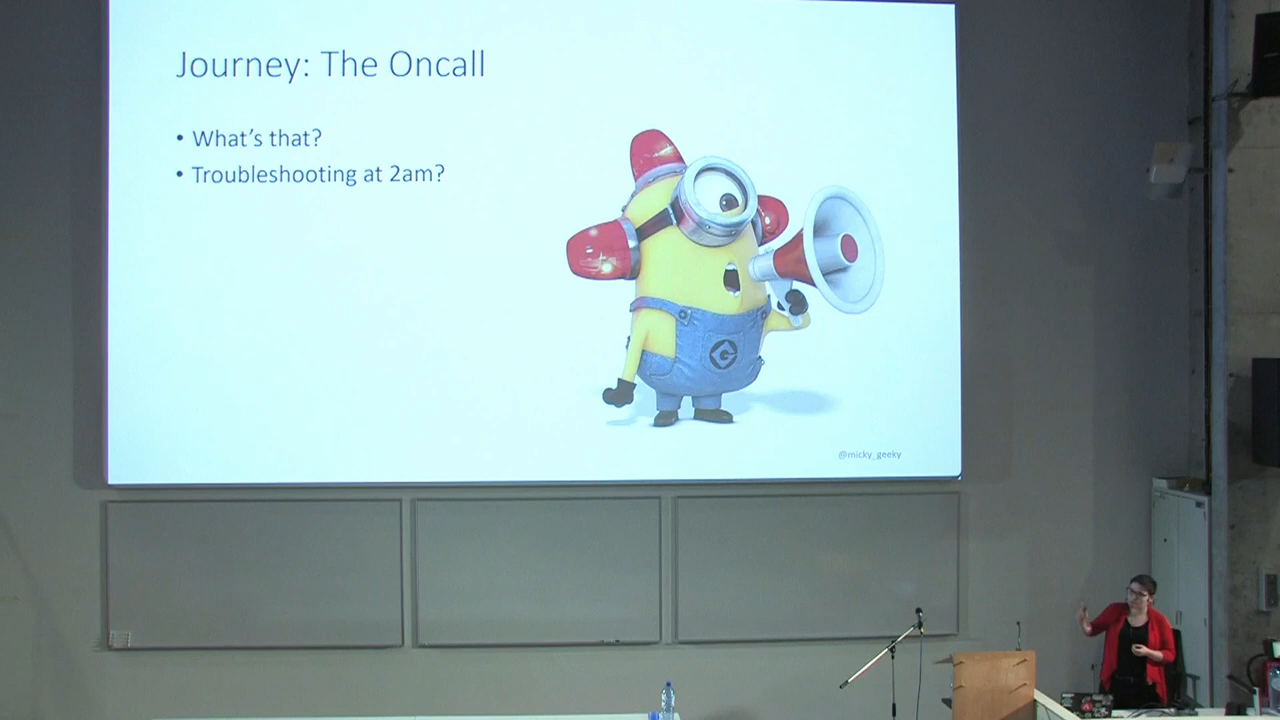 Journey: The Oncall
• What's that?
• Troubleshooting at 2am?
@micky_geeky